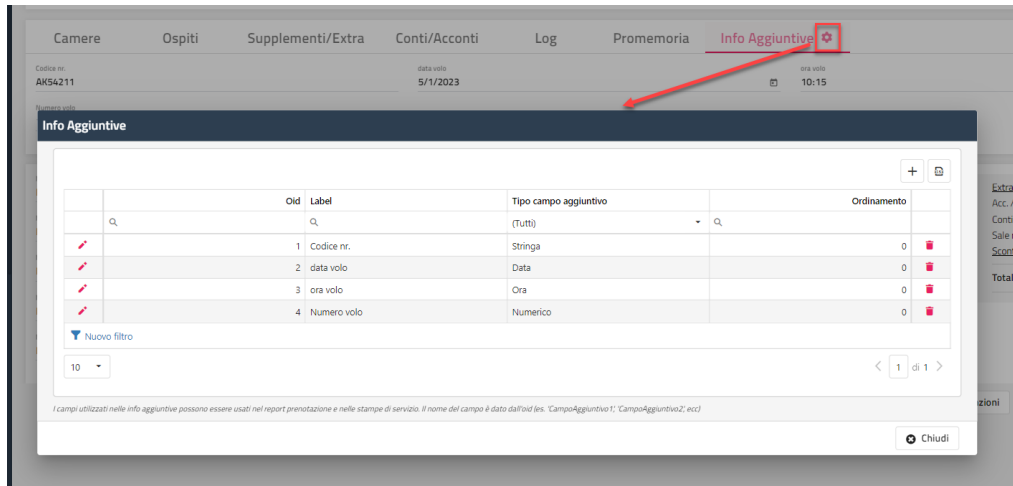 Camere Ospiti Supplementi/Extra Conti/Acconti Log Promemoria Info Aggiuntive
Codice nr. data volo ora volo
AK54211 5/1/2023 10:15
Numero volo
Info Aggiuntive
Oid Label Tipo campo aggiuntivo Ordinamento
(Tutti)
1 Codice nr. Stringa 0
2 data volo Data 0
3 ora volo Ora 0
4 Numero volo Numerico 0
Nuovo filtro
10 1 di 1
I campi utilizzati nelle info aggiuntive possono essere usati nel report prenotazione e nelle stampe di servizio. Il nome del campo è dato dall'oid (es. 'CampoAggiuntivo1', 'CampoAggiuntivo2', ecc)
Chiudi
Extra
Acc. /
Conti
Sale
Scon
Total
zioni